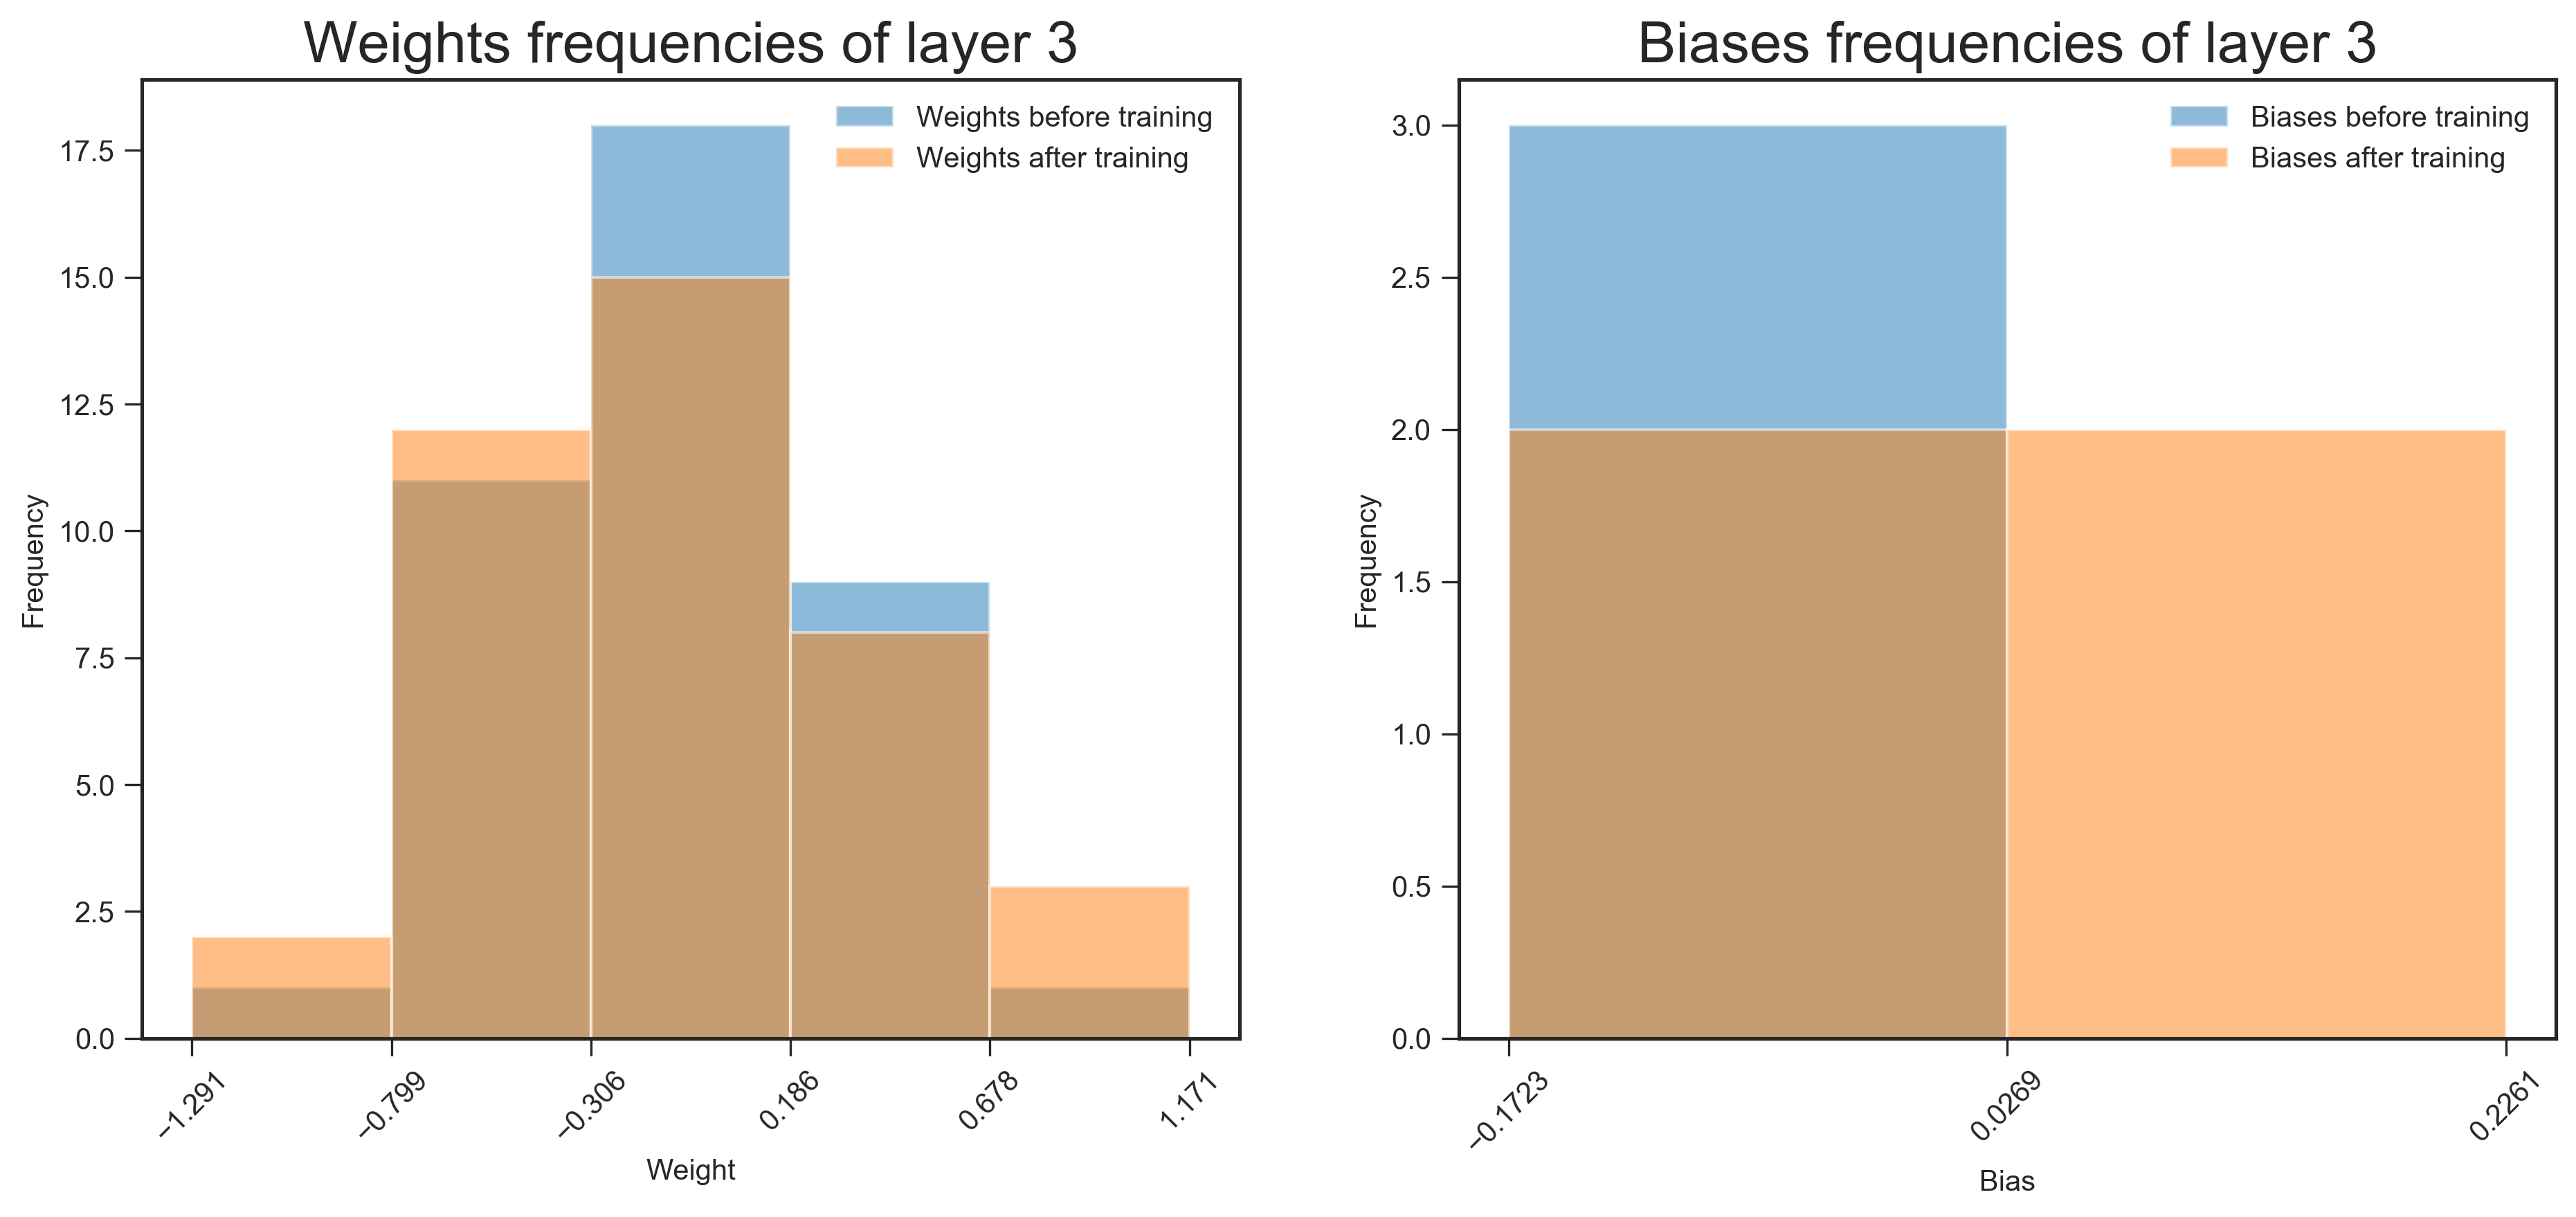 Weights frequencies of layer 3
Weights before training
Weights after training
17.5
15.0
12.5
10.0
7.5
5.0
2.5
0.0
Frequency
−1.291
−0.799
−0.306
0.186
0.678
1.171
Weight
Biases frequencies of layer 3
Biases before training
Biases after training
3.0
2.5
2.0
1.5
1.0
0.5
0.0
Frequency
−0.1723
0.0269
0.2261
Bias